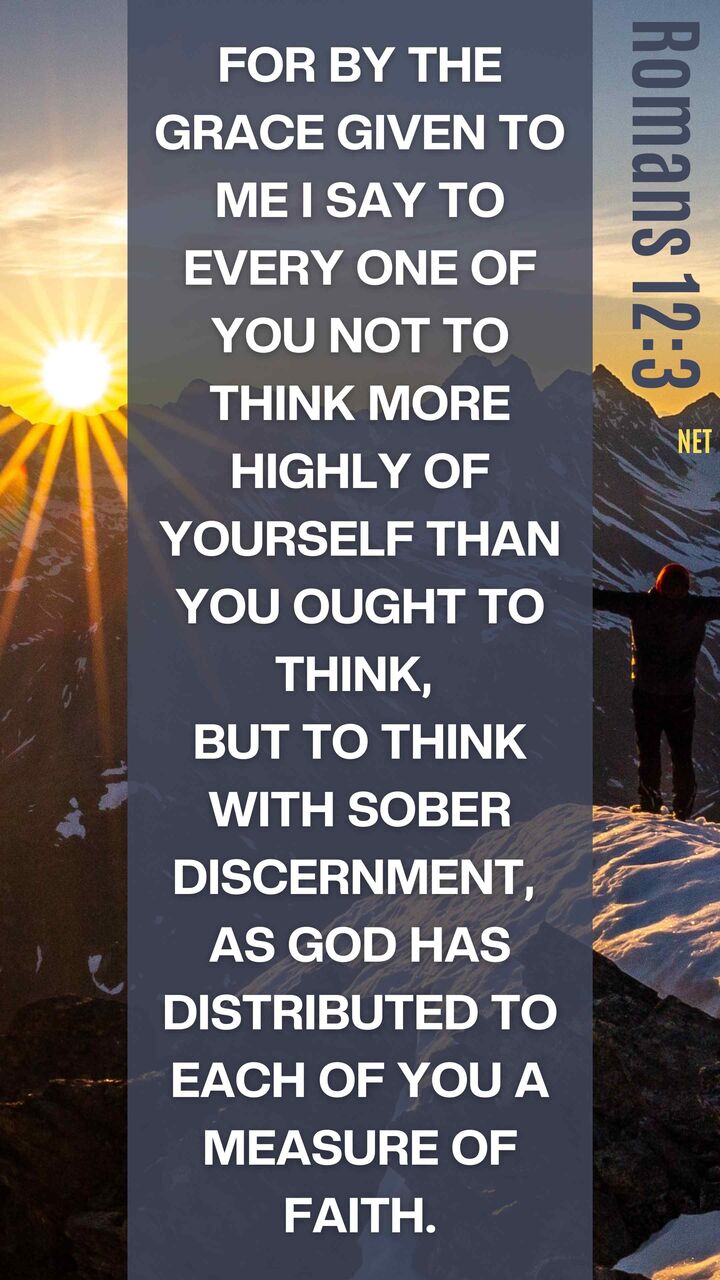 FOR BY THE
GRACE GIVEN TO
ME I SAY TO
EVERY ONE OF
YOU NOT TO
THINK MORE
HIGHLY OF
YOURSELF THAN
YOU OUGHT TO
THINK,
BUT TO THINK
WITH SOBER
DISCERNMENT,
AS GOD HAS
DISTRIBUTED TO
EACH OF YOU A
MEASURE OF
FAITH.
Romans 12:3
NET